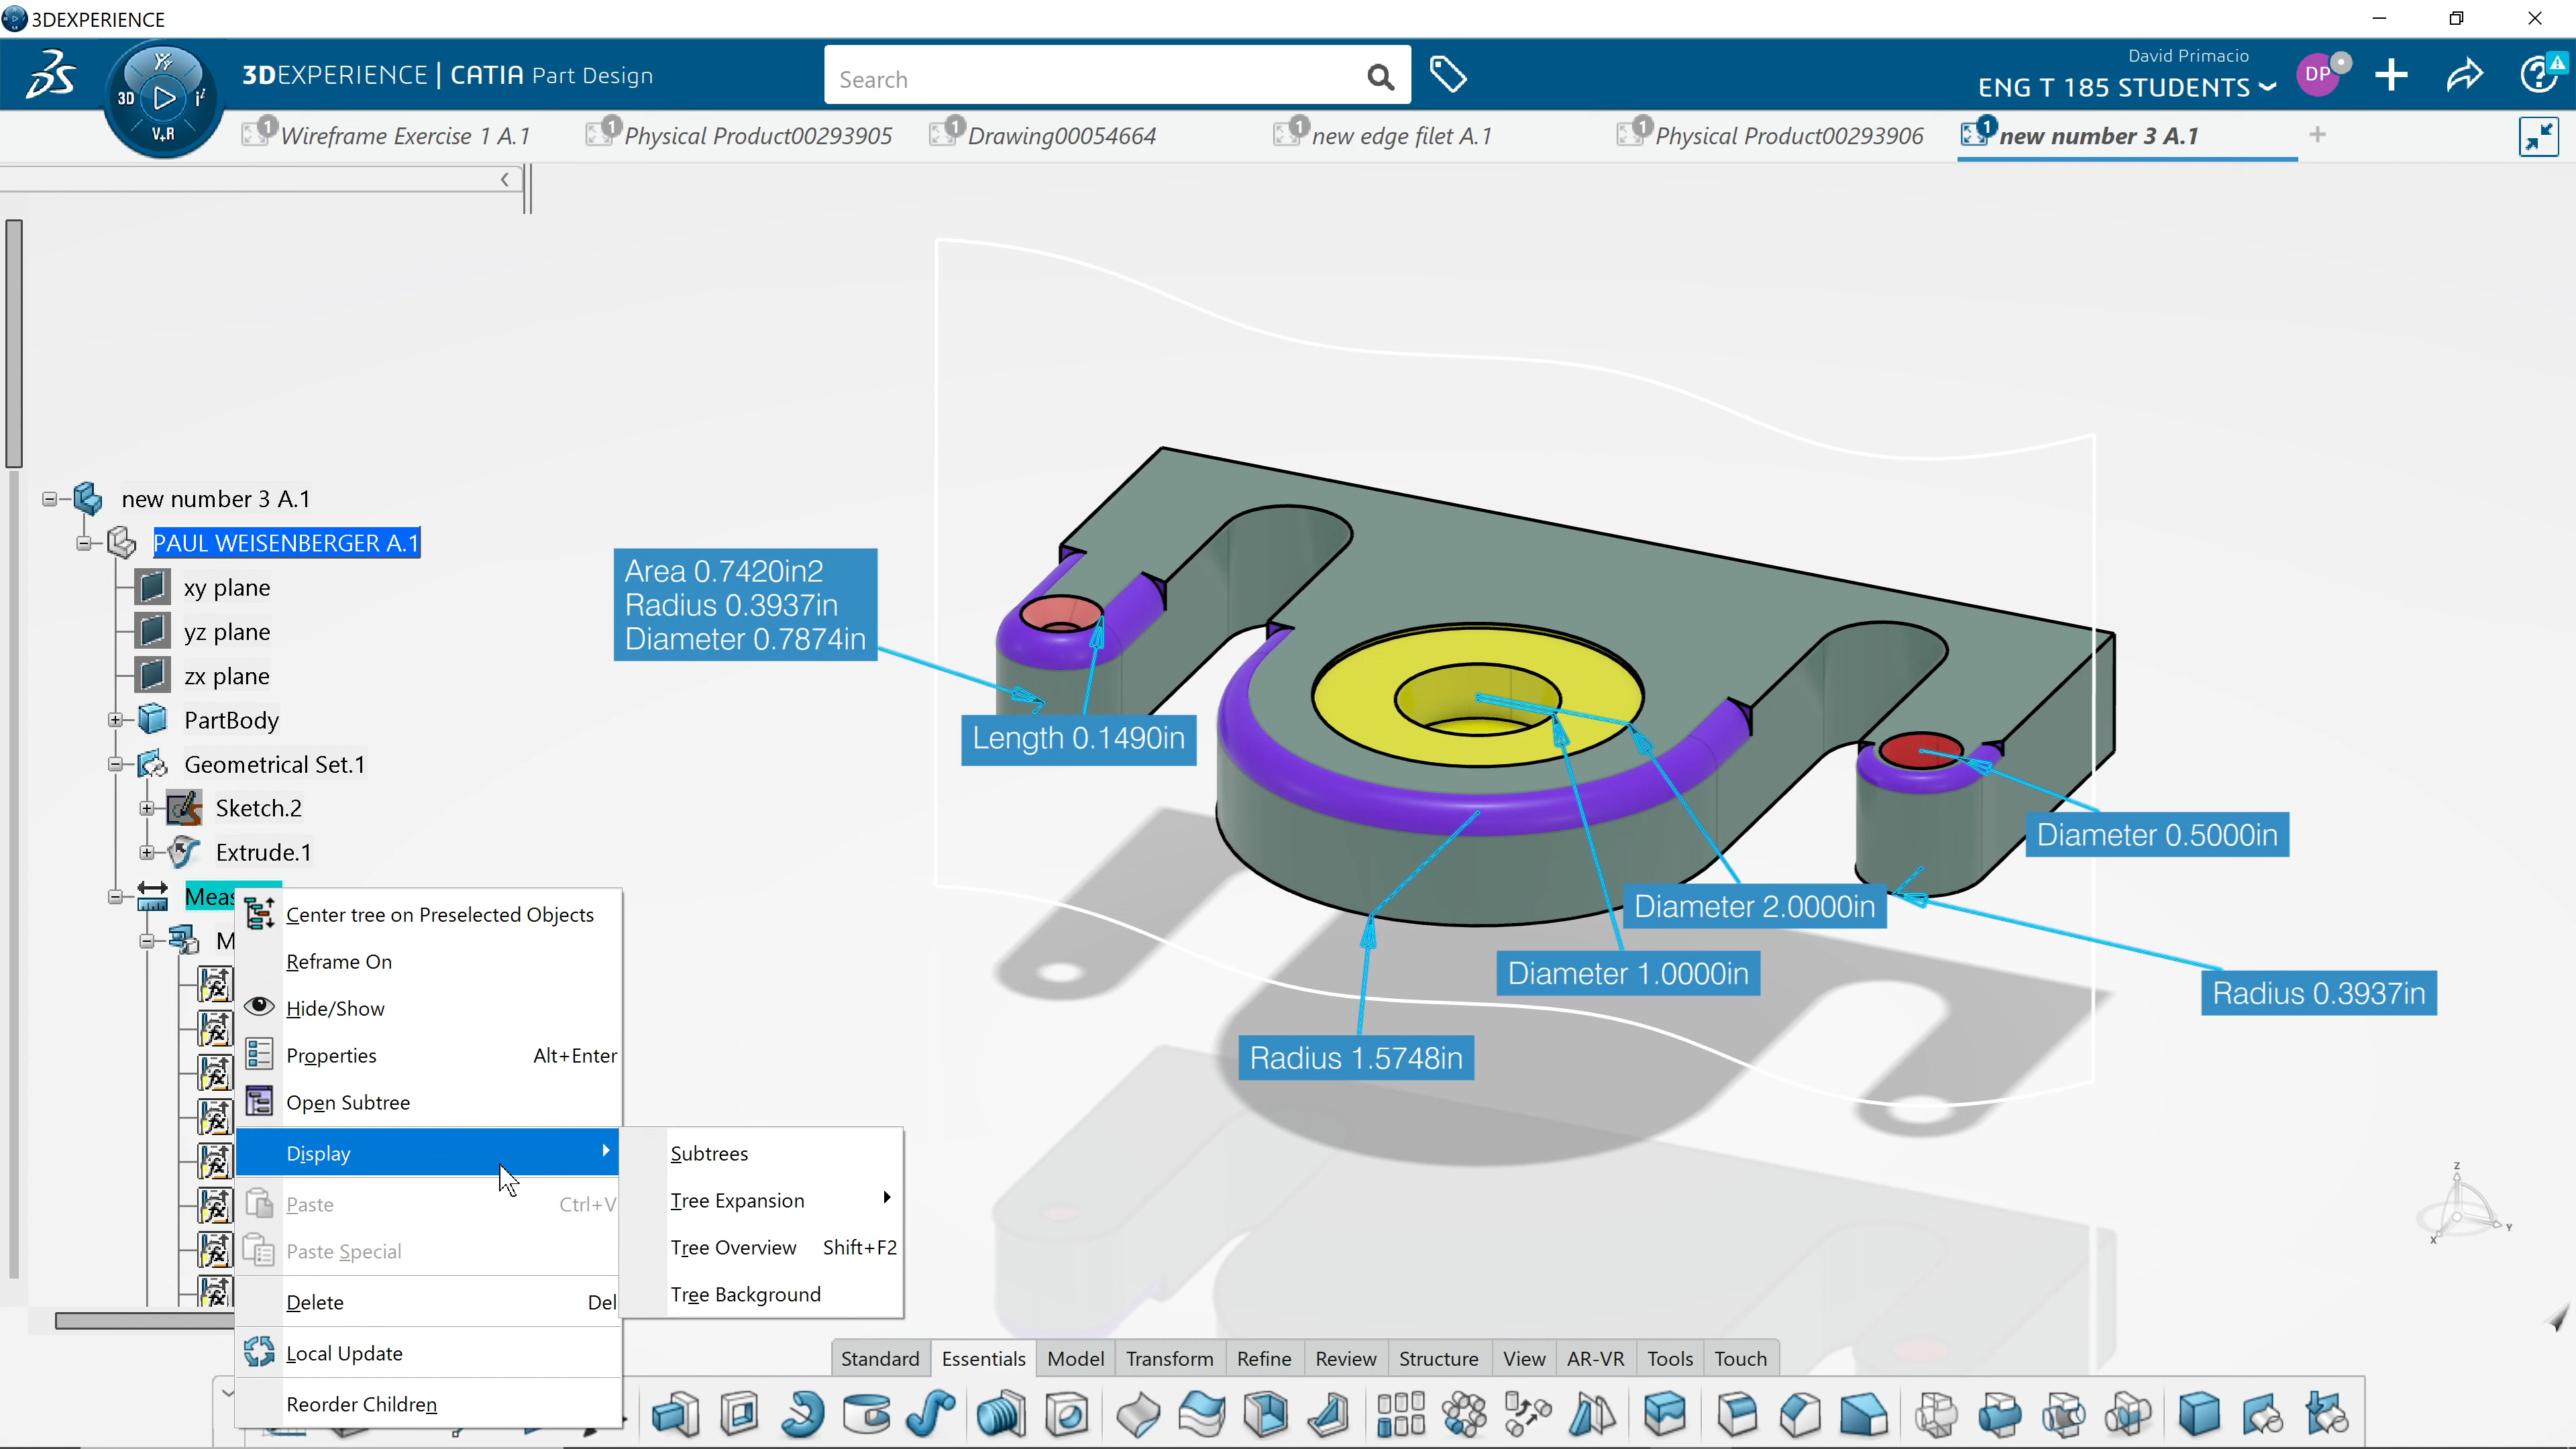 3DEXPERIENCE
3DEXPERIENCE | CATIA Part Design
Search
David Primacio
ENG T 185 STUDENTS
DP
3D
V+R
1 Wireframe Exercise 1 A.1
1 Physical Product00293905
1 Drawing00054664
1 new edge filet A.1
1 Physical Product00293906
1 new number 3 A.1
new number 3 A.1
PAUL WEISENBERGER A.1
xy plane
yz plane
zx plane
PartBody
Geometrical Set.1
Sketch.2
Extrude.1
Meas
M
Center tree on Preselected Objects
Reframe On
Hide/Show
Properties Alt+Enter
Open Subtree
Display
Paste Ctrl+V
Paste Special
Delete Del
Local Update
Reorder Children
Subtrees
Tree Expansion
Tree Overview Shift+F2
Tree Background
Area 0.7420in2
Radius 0.3937in
Diameter 0.7874in
Length 0.1490in
Diameter 0.5000in
Diameter 2.0000in
Diameter 1.0000in
Radius 0.3937in
Radius 1.5748in
Z
Y
X
Standard Essentials Model Transform Refine Review Structure View AR-VR Tools Touch